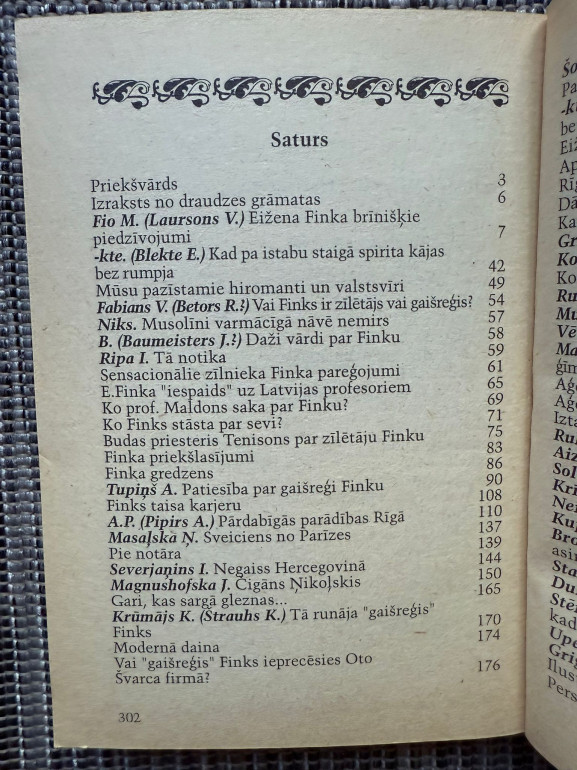 Saturs
Priekšvārds 3
Izraksts no draudzes grāmatas 6
Fio M. (Laursons V.) Eižena Finka brīnišķie
piedzīvojumi 7
-kte. (Blekte E.) Kad pa istabu staigā spirita kājas
bez rumpja 42
Mūsu pazīstamie hiromanti un valstsvīri 49
Fabians V. (Betors R.?) Vai Finks ir zīlētājs vai gaišreģis? 54
Niks. Musolīni varmācīgā nāvē nemirs 57
B. (Baumeisters J.?) Daži vārdi par Finku 58
Ripa I. Tā notika 59
Sensacionālie zīlnieka Finka pareģojumi 61
E.Finka "iespaids" uz Latvijas profesoriem 65
Ko prof. Maldons saka par Finku? 69
Ko Finks stāsta par sevi? 71
Budas priesteris Tenisons par zīlētāju Finku 75
Finka priekšlasījumi 83
Finka gredzens 86
Tupiņš A. Patiesība par gaišreģi Finku 90
Finks taisa karjeru 108
A.P. (Pipirs A.) Pārdabīgās parādības Rīgā 110
Masaļska Ņ. Sveiciens no Parīzes 137
Pie notāra 139
Severjaņins I. Negaiss Hercegovinā 144
Magnushofska J. Čigāns Ņikoļskis 150
Gari, kas sargā gleznas... 165
Krūmājs K. (Štrauhs K.) Tā runāja "gaišreģis"
Finks 170
Modernā daina 174
Vai "gaišreģis" Finks ieprecēsies Oto
Švarca firmā? 176
302